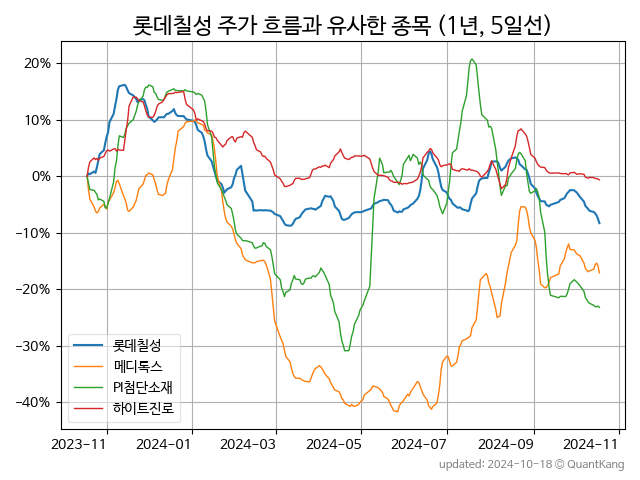 롯데칠성 주가 흐름과 유사한 종목 (1년, 5일선)
20%
10%
0%
−10%
−20%
−30%
−40%
롯데칠성
메디톡스
PI첨단소재
하이트진로
2023-11
2024-01
2024-03
2024-05
2024-07
2024-09
2024-11
updated: 2024-10-18 © QuantKang